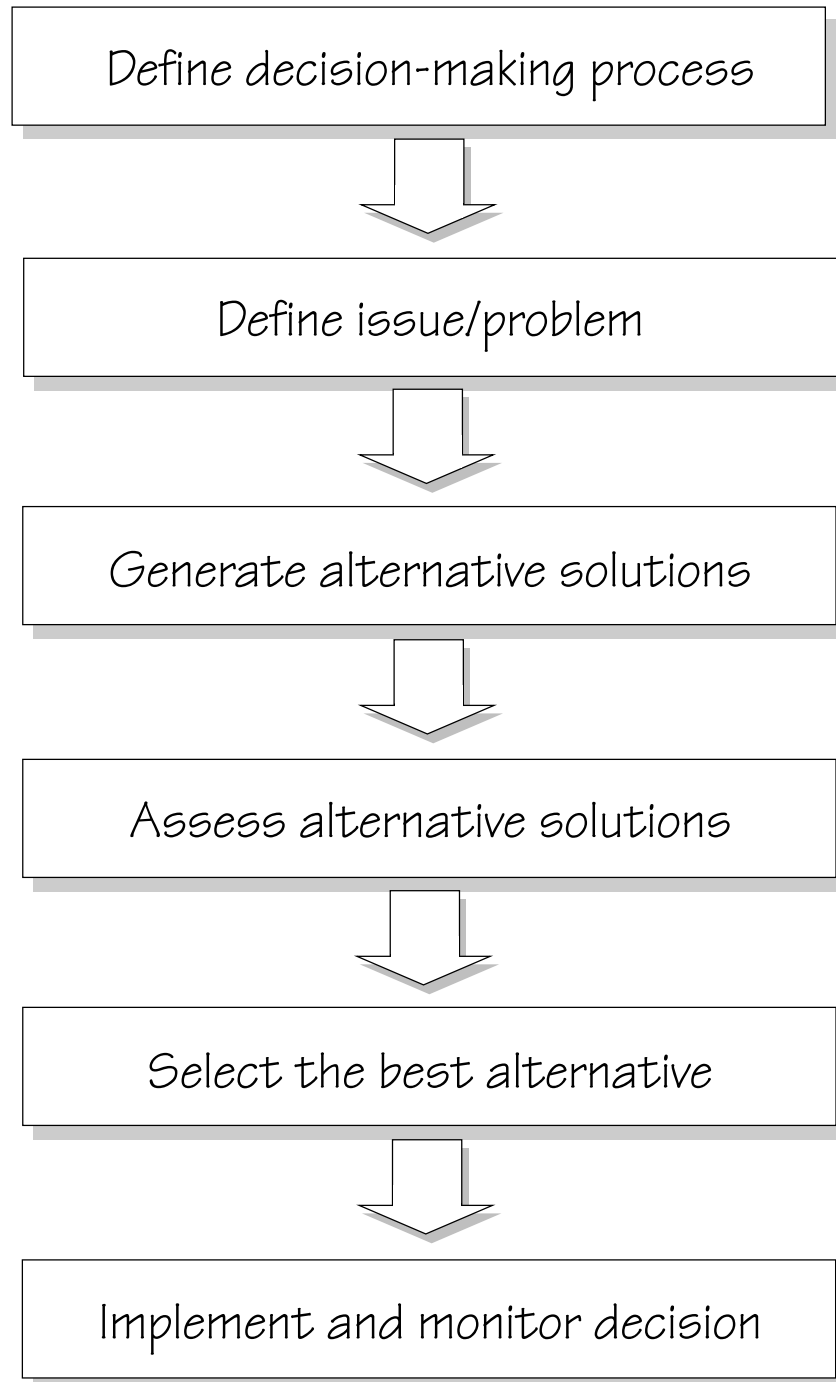 Define decision-making process
Define issue/problem
Generate alternative solutions
Assess alternative solutions
Select the best alternative
Implement and monitor decision